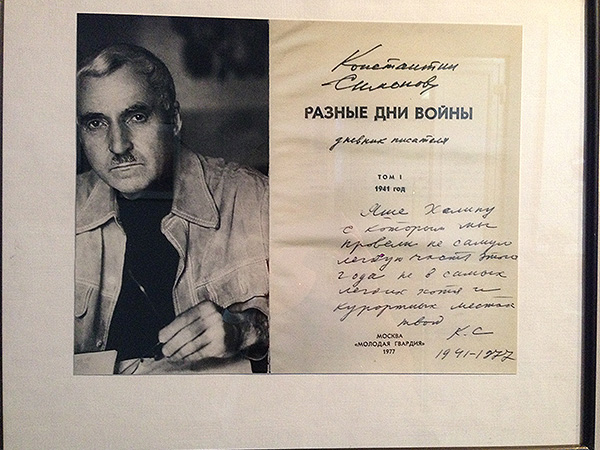 Константин
Симонов
РАЗНЫЕ ДНИ ВОЙНЫ
дневник писателя
ТОМ I
1941 год
Яше Хелину
с которым мы
провели не самую
легкую часть этого
года не в самых
легких хотя и
курортных местах
твой
К.С
1941-1977
МОСКВА
«МОЛОДАЯ ГВАРДИЯ»
1977